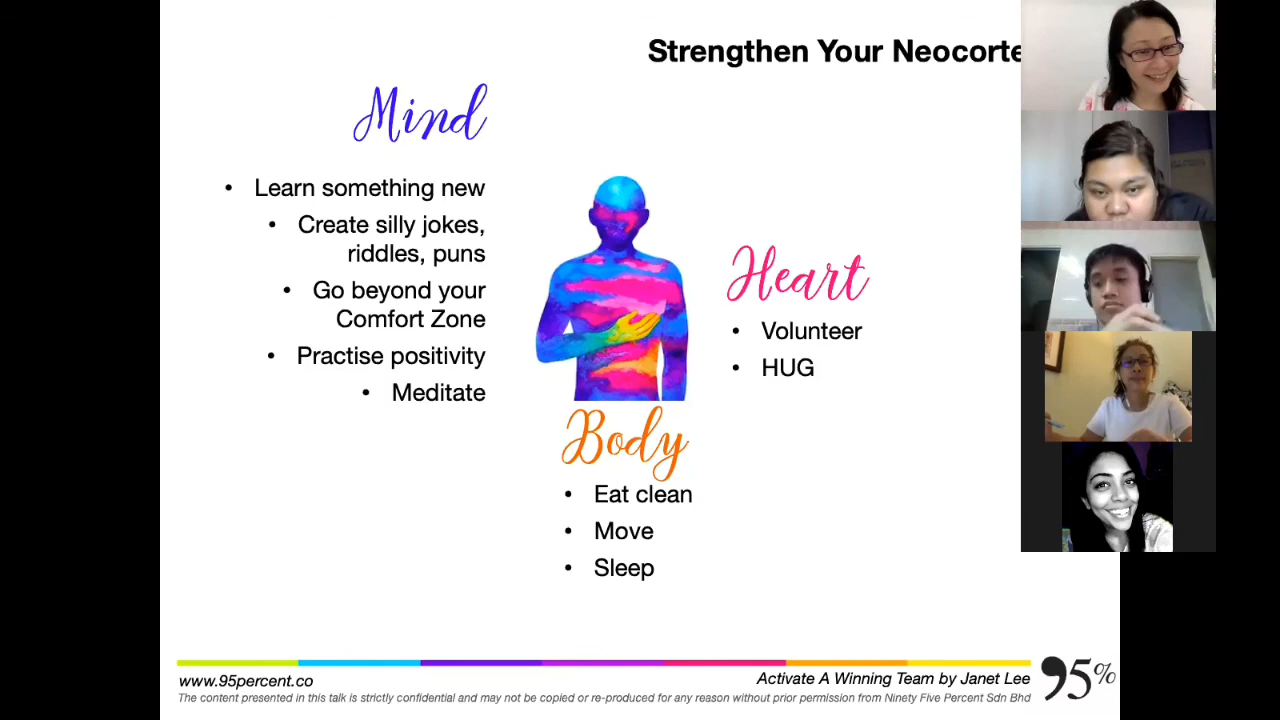 Strengthen Your Neocorte
Mind
• Learn something new
• Create silly jokes,
riddles, puns
• Go beyond your
Comfort Zone
• Practise positivity
• Meditate
Heart
• Volunteer
• HUG
Body
• Eat clean
• Move
• Sleep
www.95percent.co
Activate A Winning Team by Janet Lee
The content presented in this talk is strictly confidential and may not be copied or re-produced for any reason without prior permission from Ninety Five Percent Sdn Bhd
95%